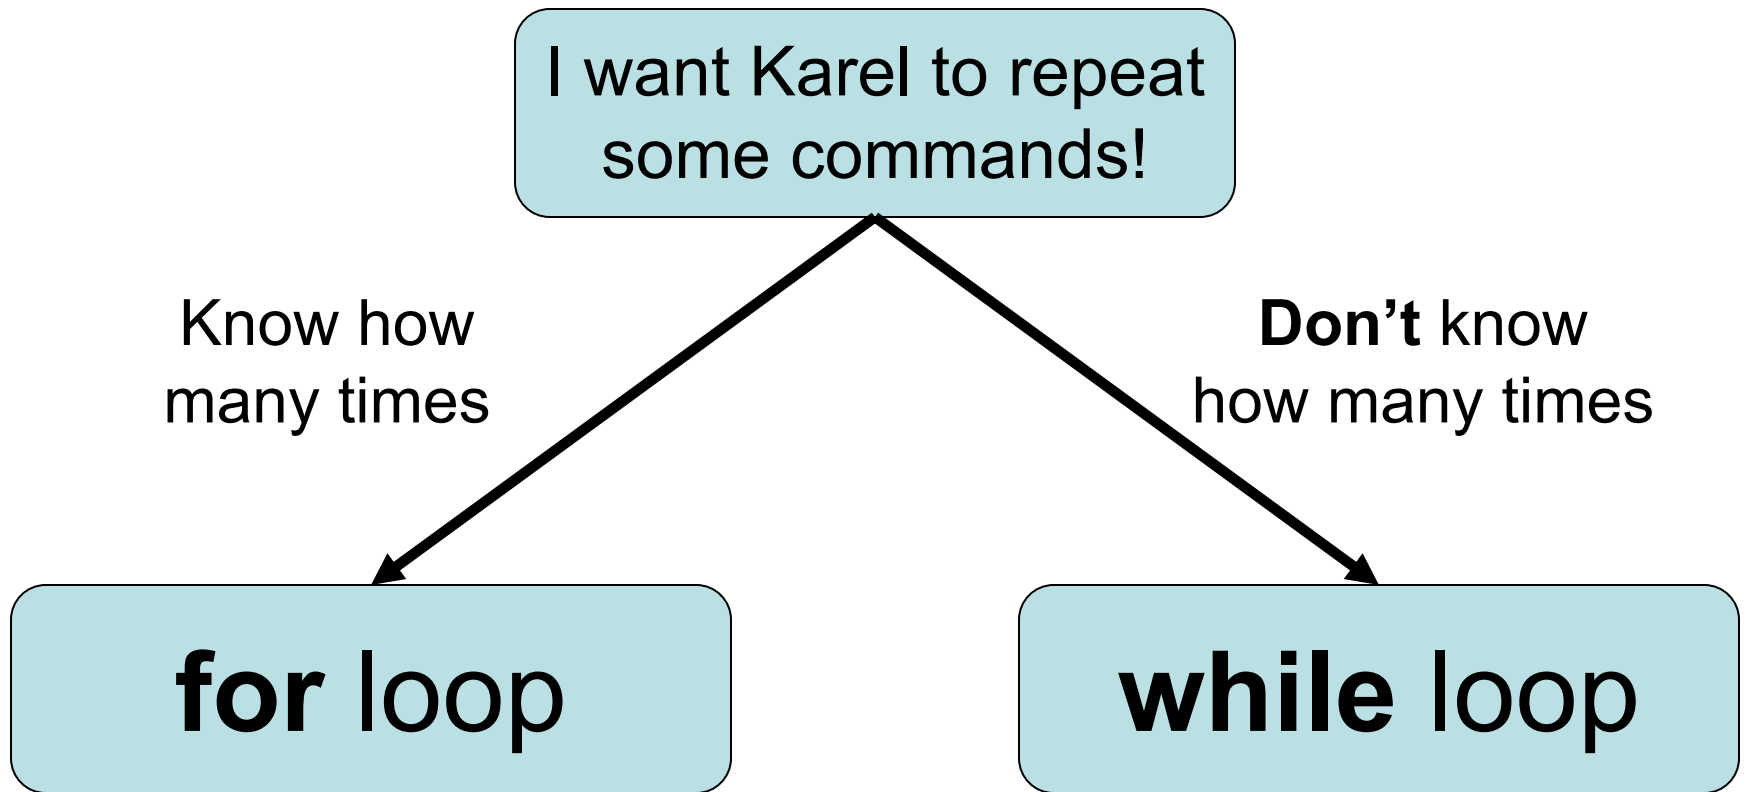 I want Karel to repeat
some commands!
Know how
many times
Don’t know
how many times
for loop
while loop